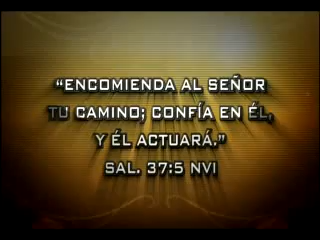 “ENCOMIENDA AL SEÑOR
TU CAMINO; CONFÍA EN ÉL,
Y ÉL ACTUARÁ.”
SAL. 37:5 NVI